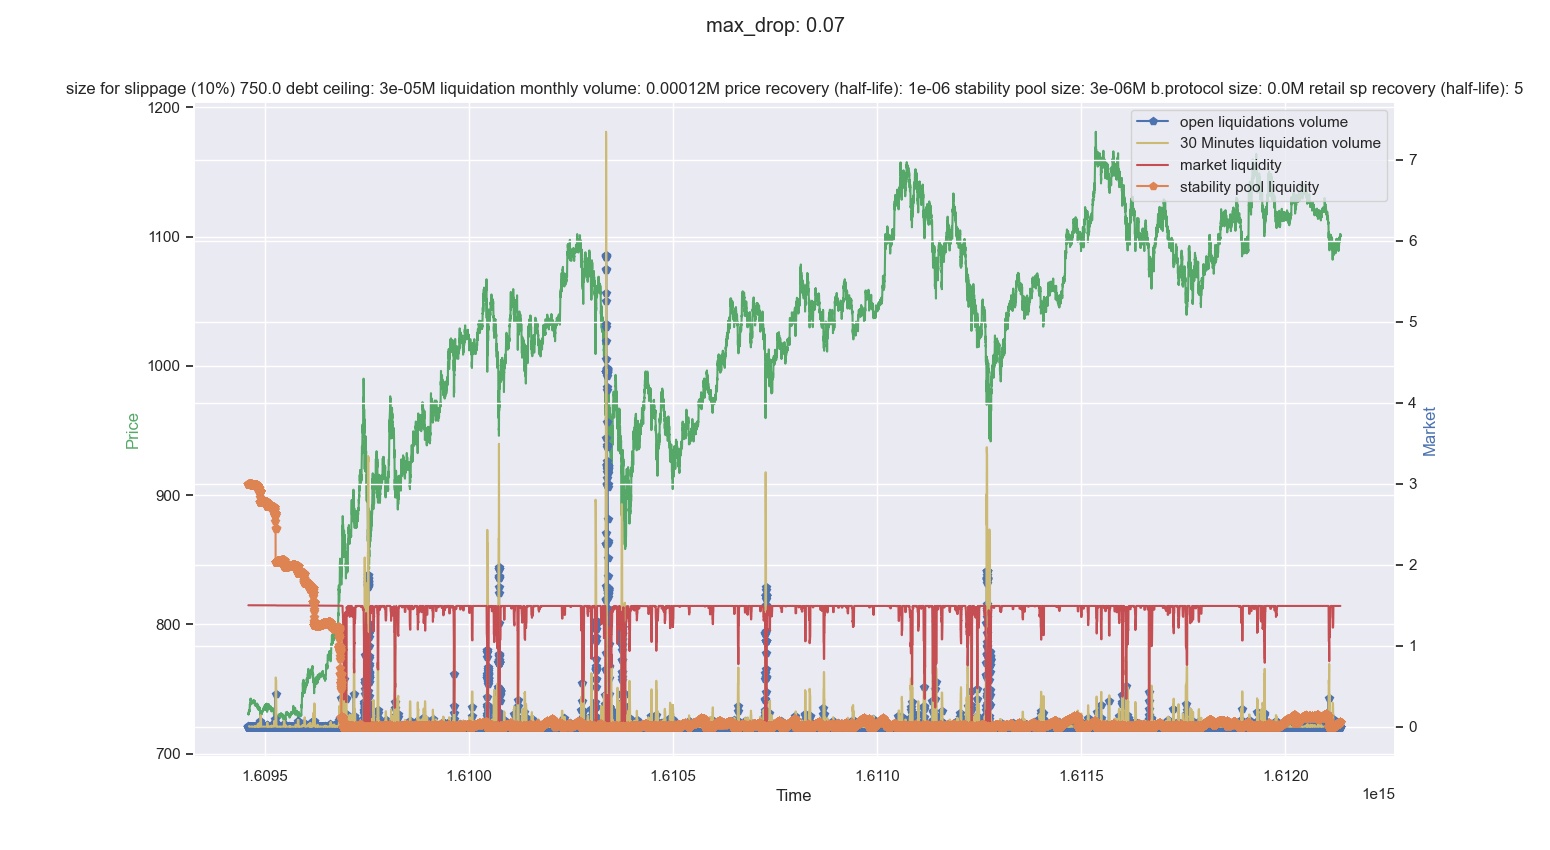 max_drop: 0.07
size for slippage (10%) 750.0 debt ceiling: 3e-05M liquidation monthly volume: 0.00012M price recovery (half-life): 1e-06 stability pool size: 3e-06M b.protocol size: 0.0M retail sp recovery (half-life): 5
open liquidations volume
30 Minutes liquidation volume
market liquidity
stability pool liquidity
1200
1100
1000
900
800
700
Price
7
6
5
4
3
2
1
0
Market
1.6095 1.6100 1.6105 1.6110 1.6115 1.6120
Time
1e15